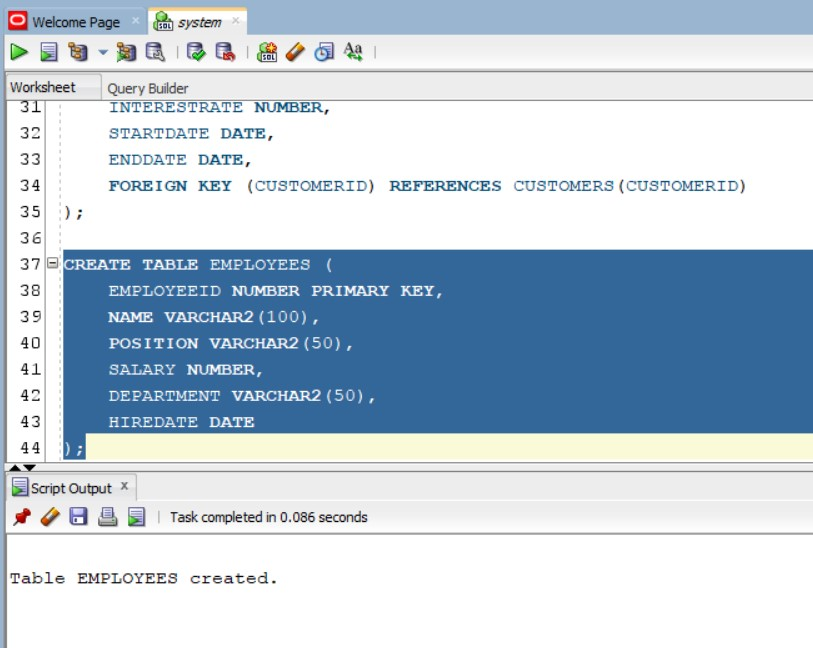 Welcome Page
system
Worksheet
Query Builder
31 INTERESTRATE NUMBER,
32 STARTDATE DATE,
33 ENDDATE DATE,
34 FOREIGN KEY (CUSTOMERID) REFERENCES CUSTOMERS(CUSTOMERID)
35 );
36
37 CREATE TABLE EMPLOYEES (
38 EMPLOYEEID NUMBER PRIMARY KEY,
39 NAME VARCHAR2(100),
40 POSITION VARCHAR2(50),
41 SALARY NUMBER,
42 DEPARTMENT VARCHAR2(50),
43 HIREDATE DATE
44 );
Script Output
Task completed in 0.086 seconds
Table EMPLOYEES created.